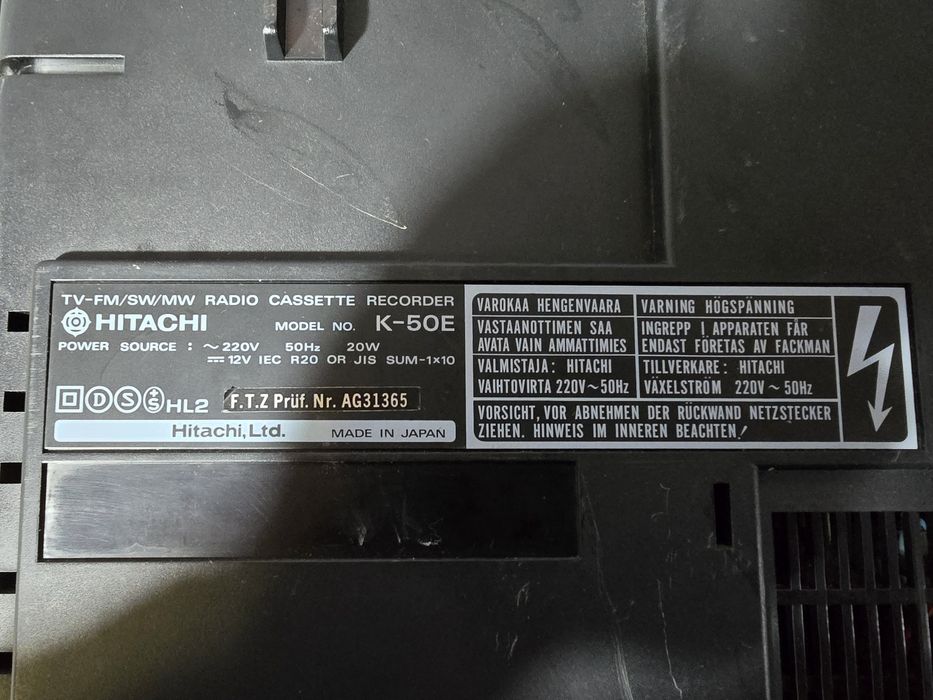 TV-FM/SW/MW RADIO CASSETTE RECORDER
HITACHI MODEL NO. K-50E
POWER SOURCE : ~220V 50Hz 20W
⎓12V IEC R20 OR JIS SUM-1×10
D S S HL2 F.T.Z Prüf. Nr. AG31365
Hitachi, Ltd. MADE IN JAPAN
VAROKAA HENGENVAARA
VASTAANOTTIMEN SAA
AVATA VAIN AMMATTIMIES
VALMISTAJA: HITACHI
VAIHTOVIRTA 220V~50Hz
VARNING HÖGSPÄNNING
INGREPP I APPARATEN FÅR
ENDAST FÖRETAS AV FACKMAN
TILLVERKARE: HITACHI
VÄXELSTRÖM 220V~50Hz
VORSICHT, VOR ABNEHMEN DER RÜCKWAND NETZSTECKER
ZIEHEN. HINWEIS IM INNEREN BEACHTEN!